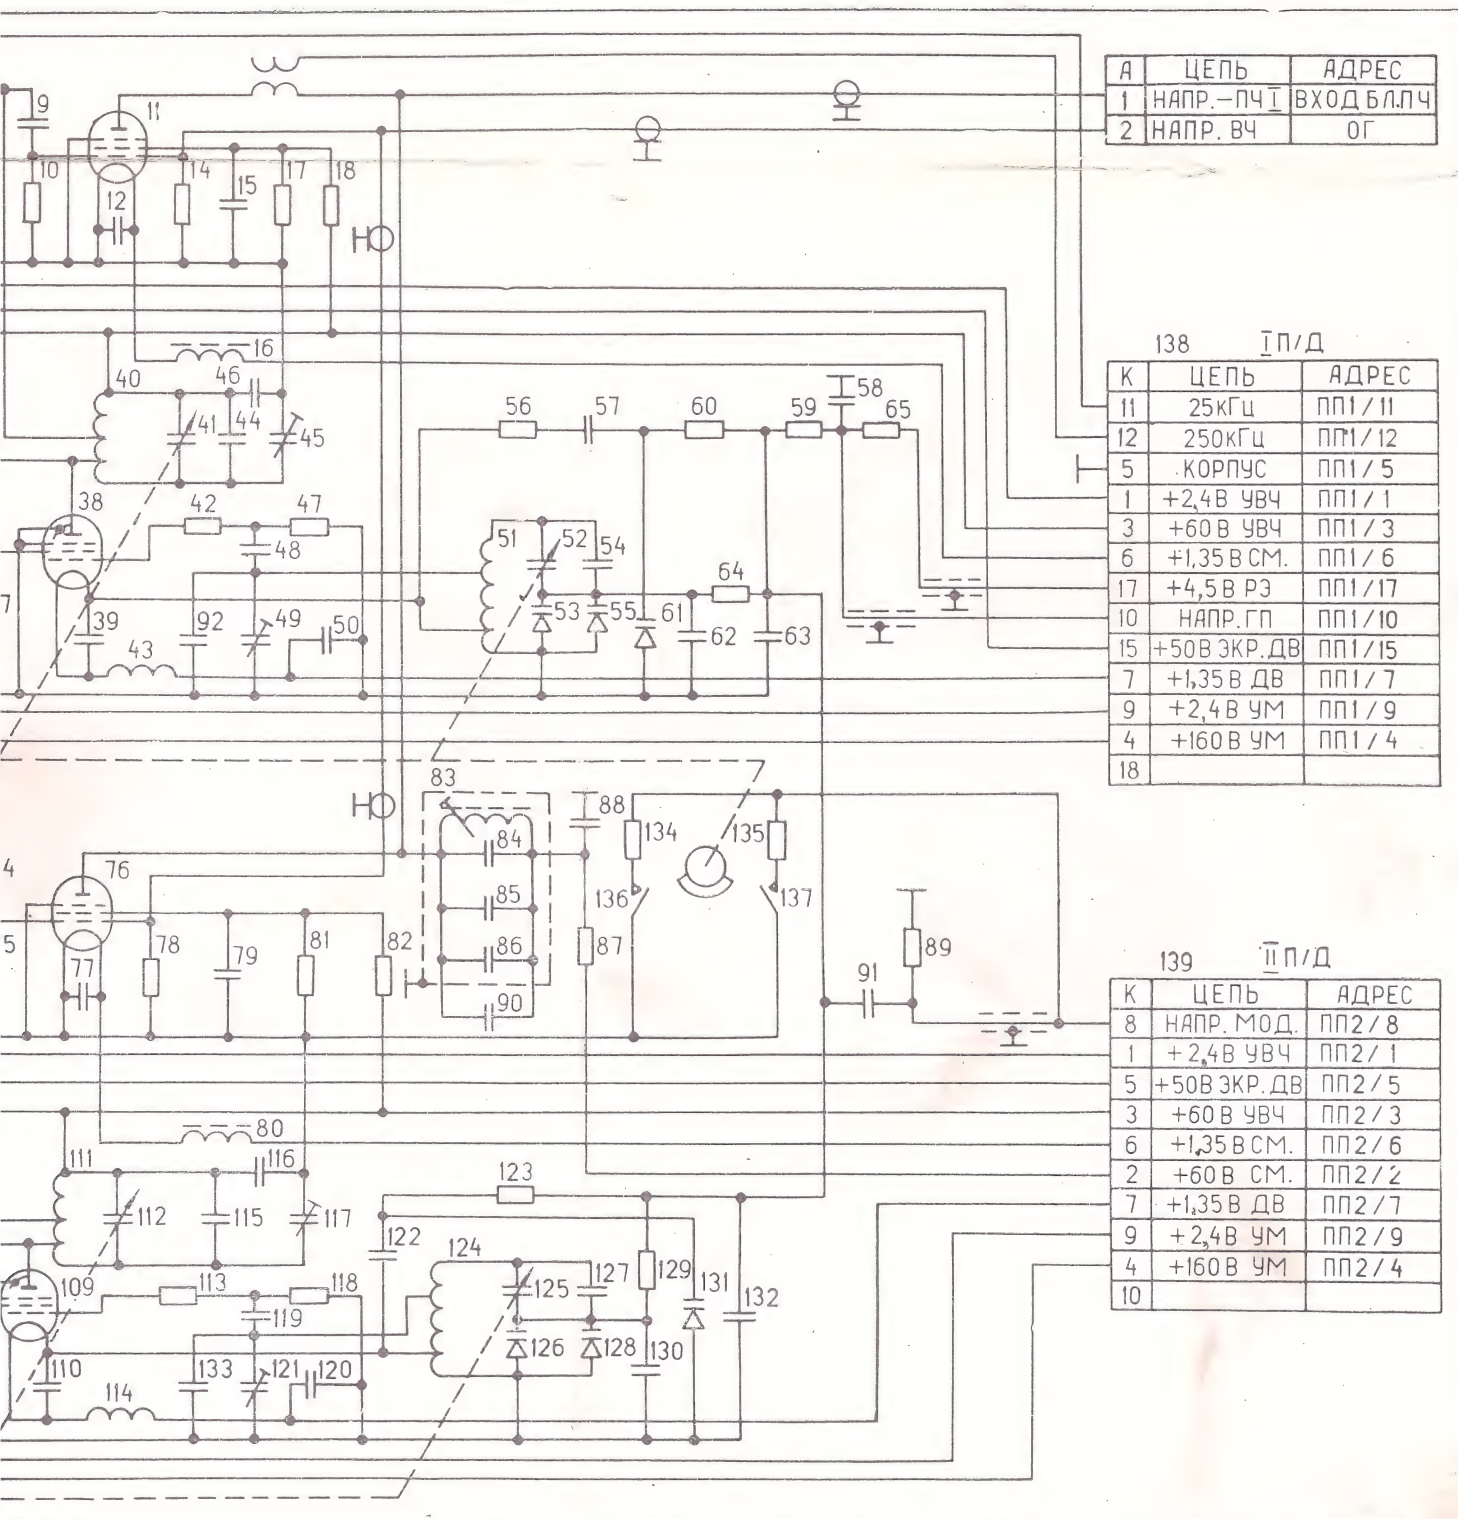 А ЦЕПЬ АДРЕС
1 НАПР.-ПЧ I ВХОД БЛ.ПЧ
2 НАПР. ВЧ ОГ
9 11
10 12 14 15 17 18
138 I П/Д
К ЦЕПЬ АДРЕС
11 25кГц ПП1/11
12 250кГц ПП1/12
5 КОРПУС ПП1/5
1 +2,4В УВЧ ПП1/1
3 +60В УВЧ ПП1/3
6 +1,35В СМ. ПП1/6
17 +4,5В РЭ ПП1/17
10 НАПР.ГП ПП1/10
15 +50В ЭКР.ДВ ПП1/15
7 +1,35В ДВ ПП1/7
9 +2,4В УМ ПП1/9
4 +160В УМ ПП1/4
18
16
40 46
41 44 45
56 57 60 59 58 65
38 42 47
48
51 52 54
64
7 39 92 49 50 53 55 61 62 63
43
83 88
84 134 135
4 76
85 136 137
5 77 78 79 81 82 86 87 91 89
90
139 II П/Д
К ЦЕПЬ АДРЕС
8 НАПР. МОД. ПП2/8
1 +2,4В УВЧ ПП2/1
5 +50В ЭКР.ДВ ПП2/5
3 +60В УВЧ ПП2/3
6 +1,35В СМ. ПП2/6
2 +60В СМ. ПП2/2
7 +1,35В ДВ ПП2/7
9 +2,4В УМ ПП2/9
4 +160В УМ ПП2/4
10
80
111 116 123
112 115 117 122
124
109 113 118 125 127 129 131 132
119
110 133 121 120 126 128 130
114